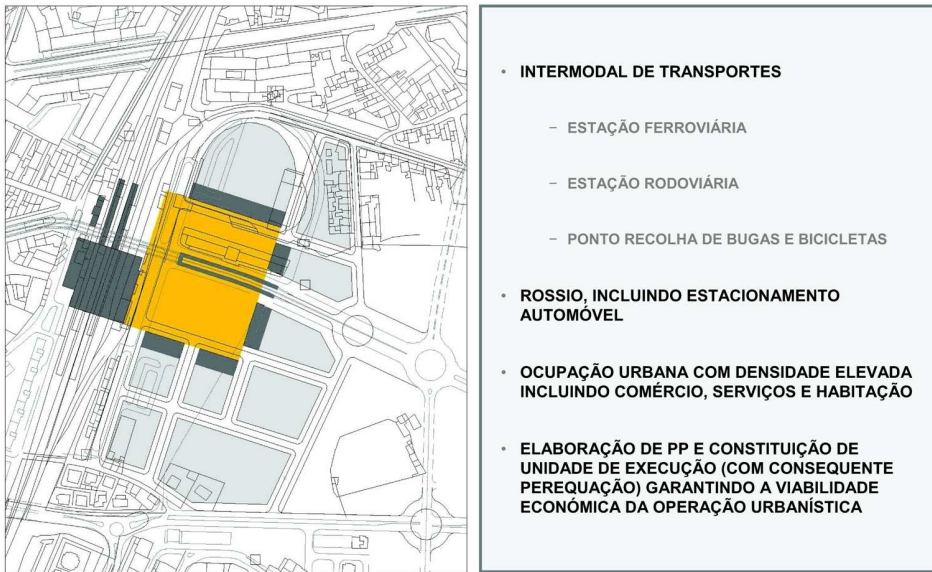 • INTERMODAL DE TRANSPORTES
– ESTAÇÃO FERROVIÁRIA
– ESTAÇÃO RODOVIÁRIA
– PONTO RECOLHA DE BUGAS E BICICLETAS
• ROSSIO, INCLUINDO ESTACIONAMENTO
AUTOMÓVEL
• OCUPAÇÃO URBANA COM DENSIDADE ELEVADA
INCLUINDO COMÉRCIO, SERVIÇOS E HABITAÇÃO
• ELABORAÇÃO DE PP E CONSTITUIÇÃO DE
UNIDADE DE EXECUÇÃO (COM CONSEQUENTE
PEREQUAÇÃO) GARANTINDO A VIABILIDADE
ECONÓMICA DA OPERAÇÃO URBANÍSTICA